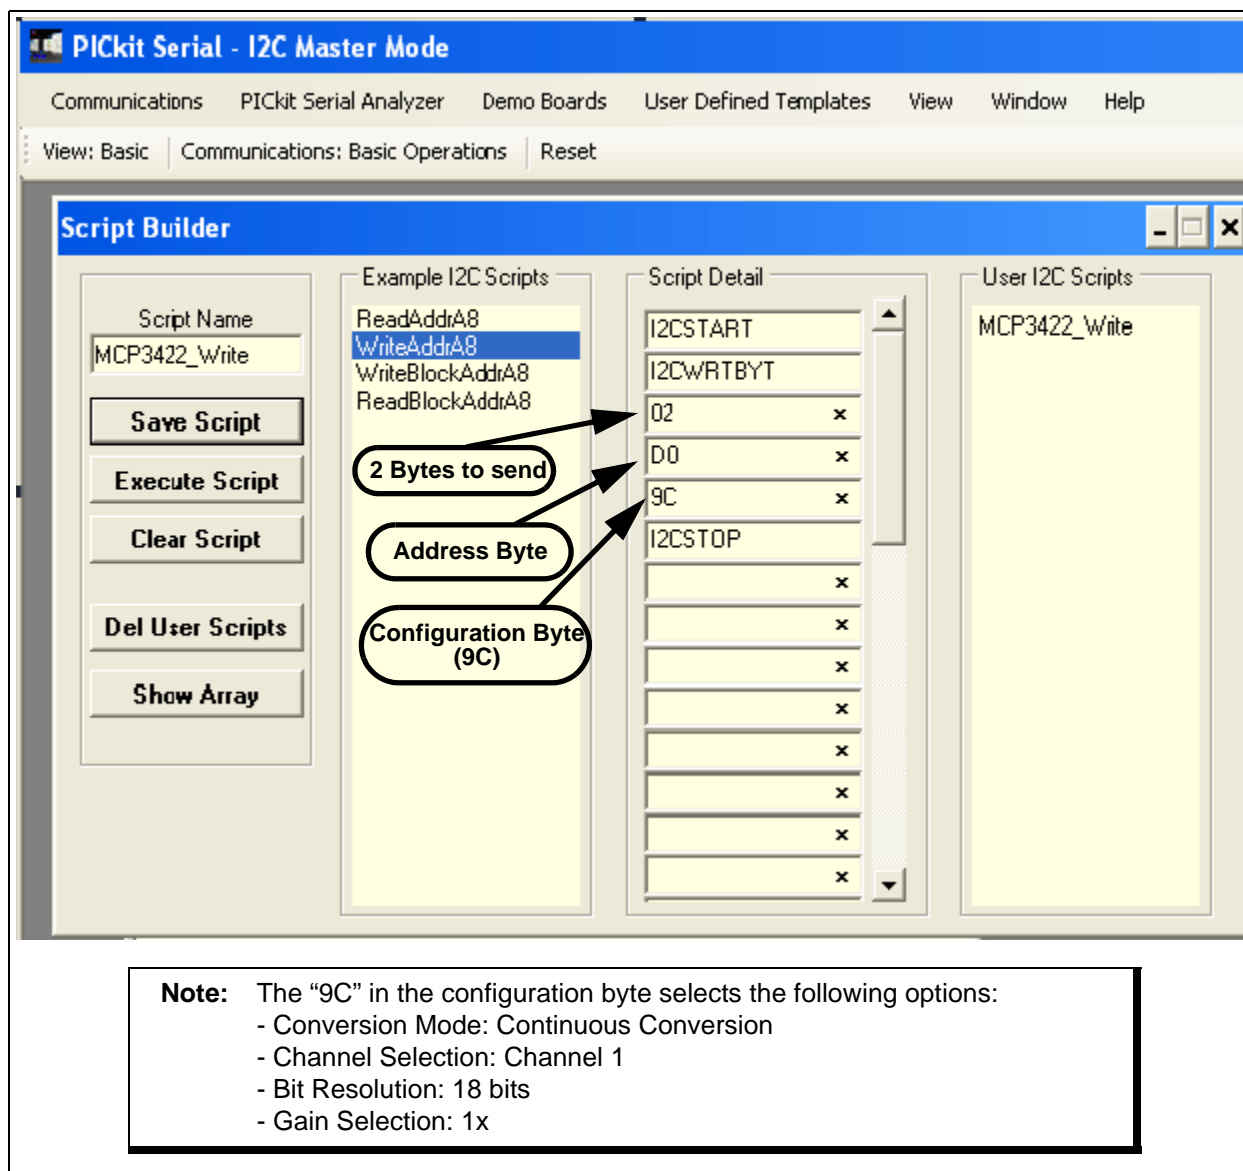 PICkit Serial - I2C Master Mode
Communications PICkit Serial Analyzer Demo Boards User Defined Templates View Window Help
View: Basic Communications: Basic Operations Reset
Script Builder
Script Name
MCP3422_Write
Save Script
Execute Script
Clear Script
Del User Scripts
Show Array
Example I2C Scripts
ReadAddrA8
WriteAddrA8
WriteBlockAddrA8
ReadBlockAddrA8
2 Bytes to send
Address Byte
Configuration Byte
(9C)
Script Detail
I2CSTART
I2CWRTBYT
02 x
D0 x
9C x
I2CSTOP
x
x
x
x
x
x
x
x
User I2C Scripts
MCP3422_Write
Note: The “9C” in the configuration byte selects the following options:
- Conversion Mode: Continuous Conversion
- Channel Selection: Channel 1
- Bit Resolution: 18 bits
- Gain Selection: 1x